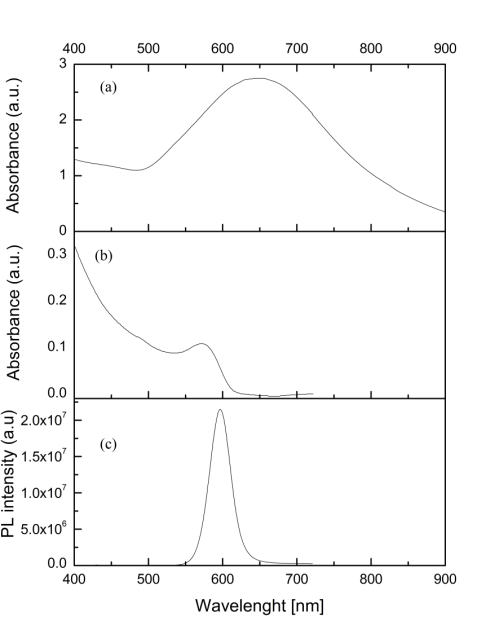 400 500 600 700 800 900
3
(a)
2
Absorbance (a.u.)
1
0
0.3
(b)
0.2
Absorbance (a.u.)
0.1
0.0
2.0x10⁷
(c)
1.5x10⁷
PL intensity (a.u)
1.0x10⁷
5.0x10⁶
0.0
400 500 600 700 800 900
Wavelenght [nm]